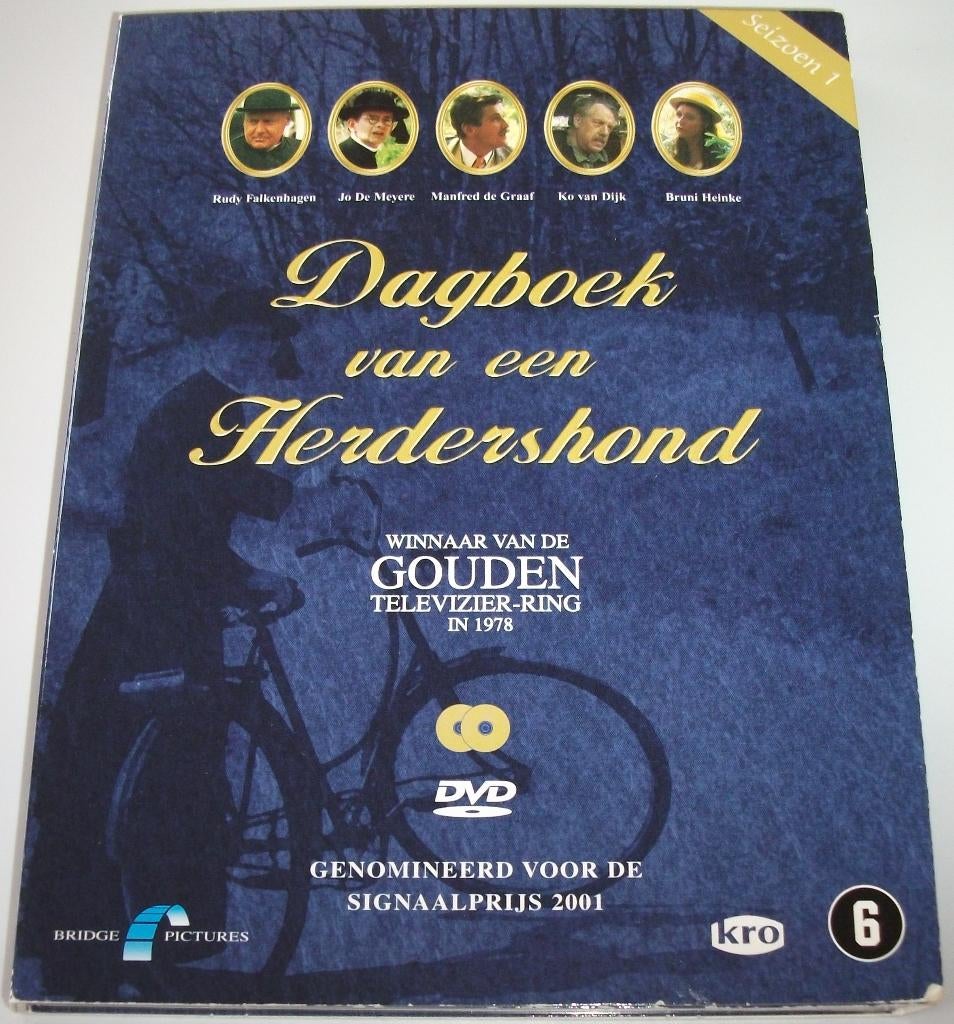 Seizoen 1
Rudy Falkenhagen Jo De Meyere Manfred de Graaf Ko van Dijk Bruni Heinke
Dagboek
van een
Herdershond
WINNAAR VAN DE
GOUDEN
TELEVIZIER-RING
IN 1978
DVD
GENOMINEERD VOOR DE
SIGNAALPRIJS 2001
BRIDGE PICTURES
kro
6